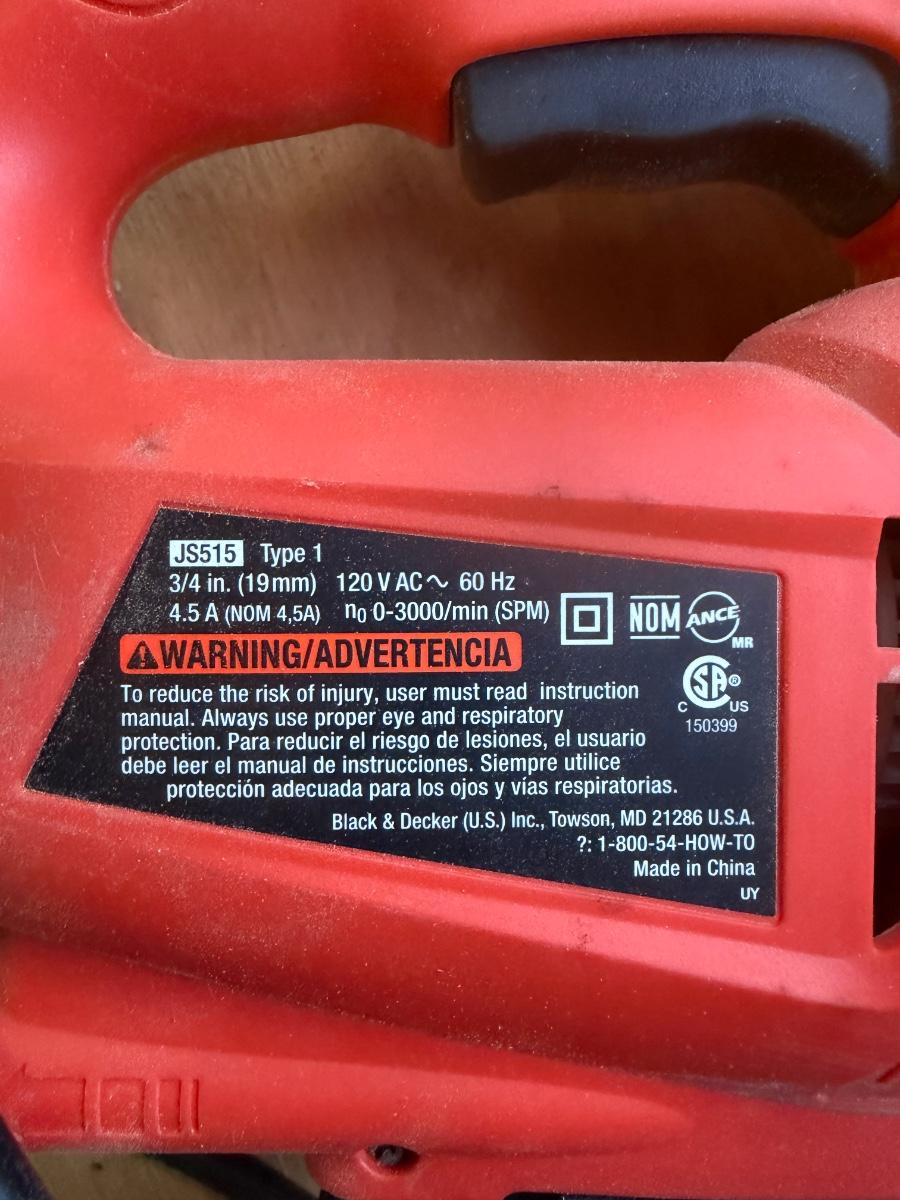 JS515 Type 1
3/4 in. (19mm) 120 V AC ~ 60 Hz
4.5 A (NOM 4,5A) n0 0-3000/min (SPM)
NOM ANCE MR
WARNING/ADVERTENCIA
CSA® C US
150399
To reduce the risk of injury, user must read instruction
manual. Always use proper eye and respiratory
protection. Para reducir el riesgo de lesiones, el usuario
debe leer el manual de instrucciones. Siempre utilice
protección adecuada para los ojos y vías respiratorias.
Black & Decker (U.S.) Inc., Towson, MD 21286 U.S.A.
?: 1-800-54-HOW-TO
Made in China
UY